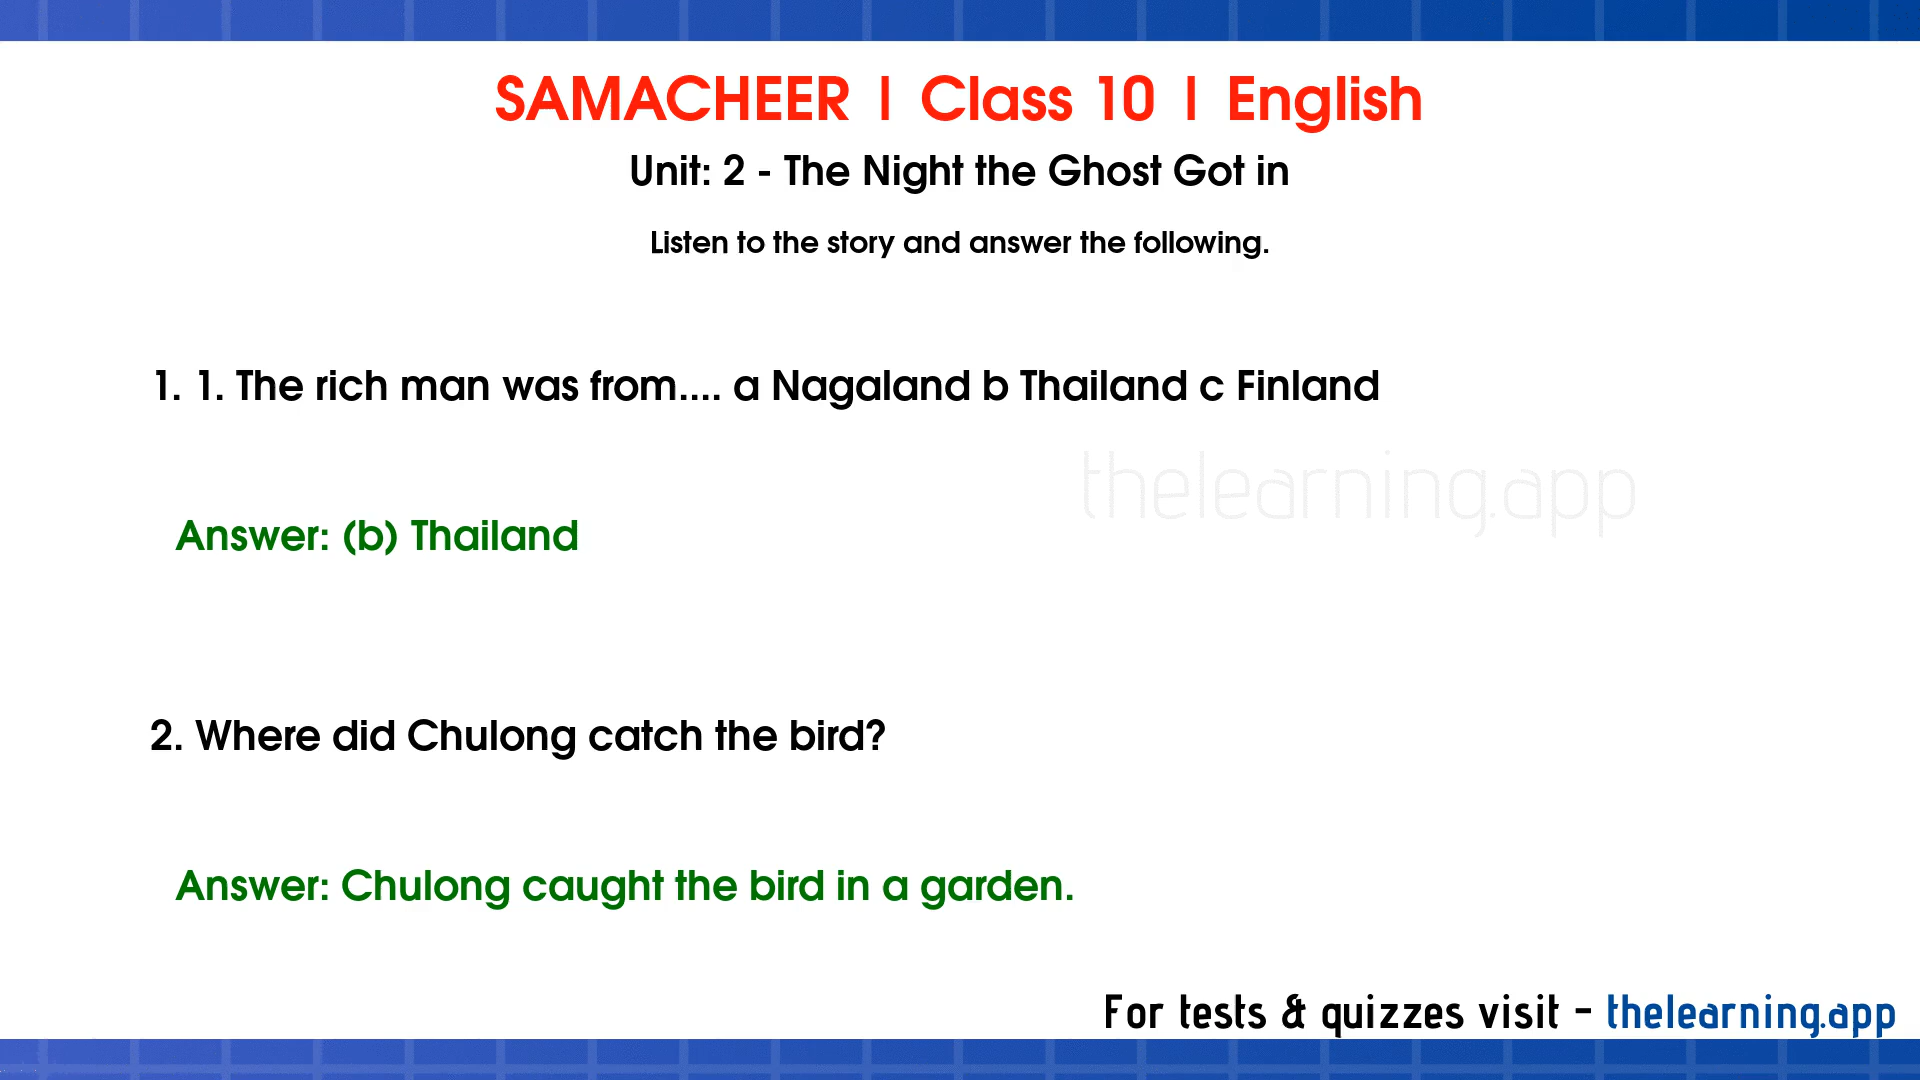 SAMACHEER | Class 10 | English
Unit: 2 - The Night the Ghost Got in
Listen to the story and answer the following.
1. 1. The rich man was from.... a Nagaland b Thailand c Finland
thelearning.app
Answer: (b) Thailand
2. Where did Chulong catch the bird?
Answer: Chulong caught the bird in a garden.
For tests & quizzes visit - thelearning.app